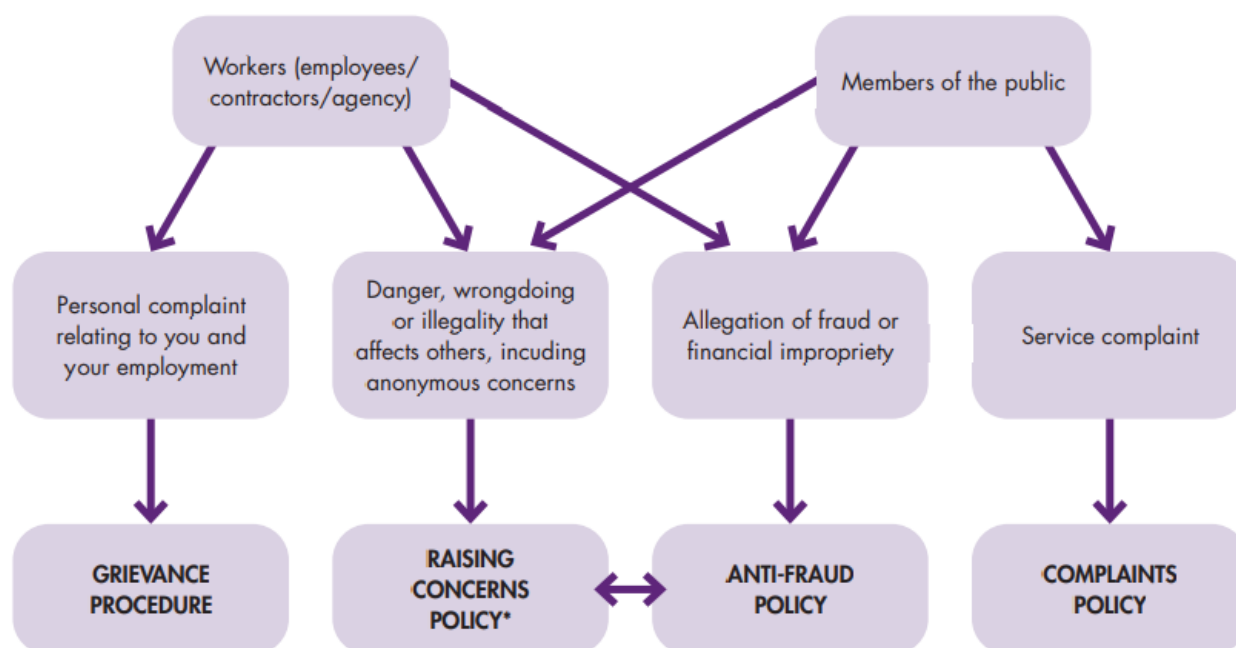 Workers (employees/
contractors/agency)
Members of the public
Personal complaint
relating to you and
your employment
Danger, wrongdoing
or illegality that
affects others, incuding
anonymous concerns
Allegation of fraud or
financial impropriety
Service complaint
GRIEVANCE
PROCEDURE
RAISING
CONCERNS
POLICY*
ANTI-FRAUD
POLICY
COMPLAINTS
POLICY